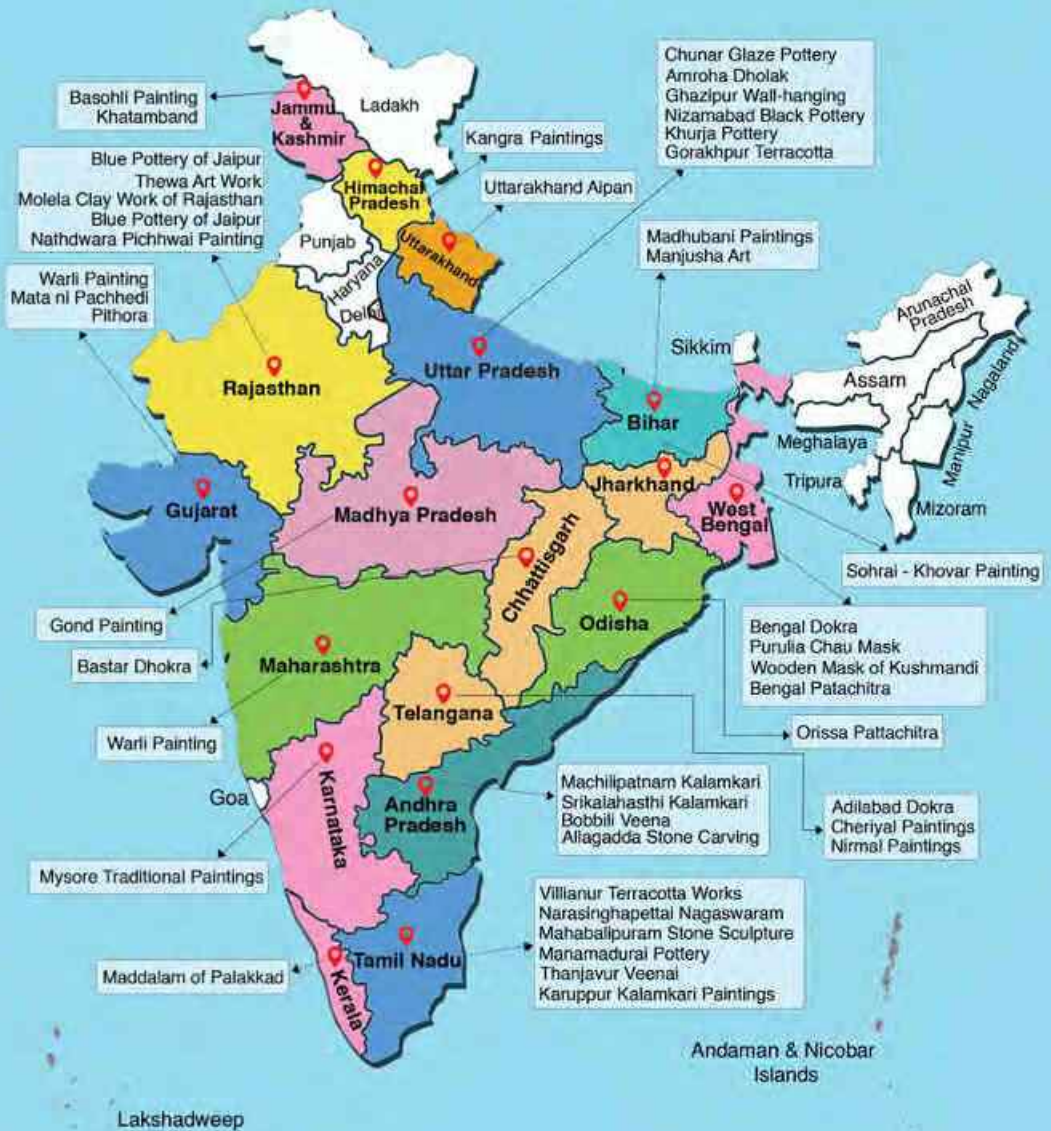 Chunar Glaze Pottery
Amroha Dholak
Ghazipur Wall-hanging
Nizamabad Black Pottery
Khurja Pottery
Gorakhpur Terracotta
Basohli Painting
Khatamband
Ladakh
Jammu
&
Kashmir
Kangra Paintings
Blue Pottery of Jaipur
Thewa Art Work
Molela Clay Work of Rajasthan
Blue Pottery of Jaipur
Nathdwara Pichhwai Painting
Himachal
Pradesh
Uttarakhand Aipan
Punjab
Uttarakhand
Madhubani Paintings
Manjusha Art
Haryana
Delhi
Warli Painting
Mata ni Pachhedi
Pithora
Arunachal
Pradesh
Sikkim
Rajasthan
Uttar Pradesh
Assam
Nagaland
Bihar
Meghalaya
Manipur
Jharkhand
Tripura
Gujarat
Madhya Pradesh
West
Bengal
Mizoram
Chhattisgarh
Sohrai - Khovar Painting
Gond Painting
Odisha
Bastar Dhokra
Maharashtra
Bengal Dokra
Purulia Chau Mask
Wooden Mask of Kushmandi
Bengal Patachitra
Telangana
Warli Painting
Orissa Pattachitra
Goa
Karnataka
Andhra
Pradesh
Machilipatnam Kalamkari
Srikalahasthi Kalamkari
Bobbili Veena
Allagadda Stone Carving
Adilabad Dokra
Cheriyal Paintings
Nirmal Paintings
Mysore Traditional Paintings
Villianur Terracotta Works
Narasinghapettai Nagaswaram
Mahabalipuram Stone Sculpture
Manamadurai Pottery
Thanjavur Veenai
Karuppur Kalamkari Paintings
Tamil Nadu
Maddalam of Palakkad
Kerala
Andaman & Nicobar
Islands
Lakshadweep